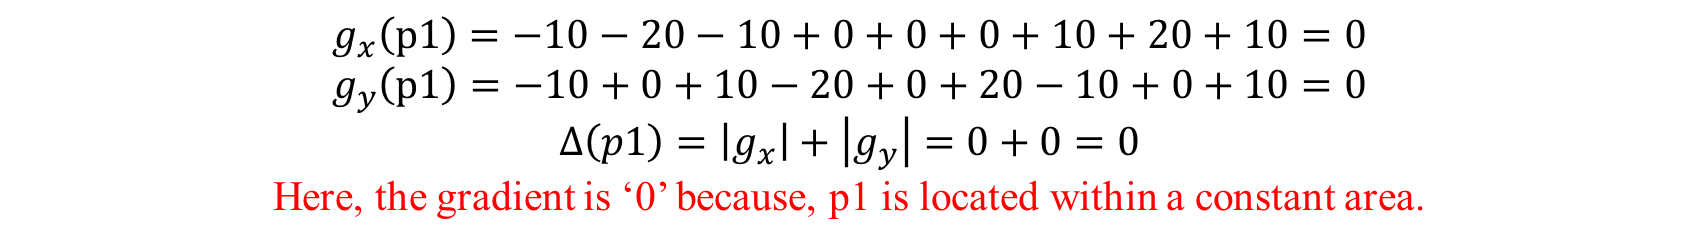 gₓ(p1) = −10 − 20 − 10 + 0 + 0 + 0 + 10 + 20 + 10 = 0
g_y(p1) = −10 + 0 + 10 − 20 + 0 + 20 − 10 + 0 + 10 = 0
Δ(p1) = |gₓ| + |g_y| = 0 + 0 = 0
Here, the gradient is ‘0’ because, p1 is located within a constant area.